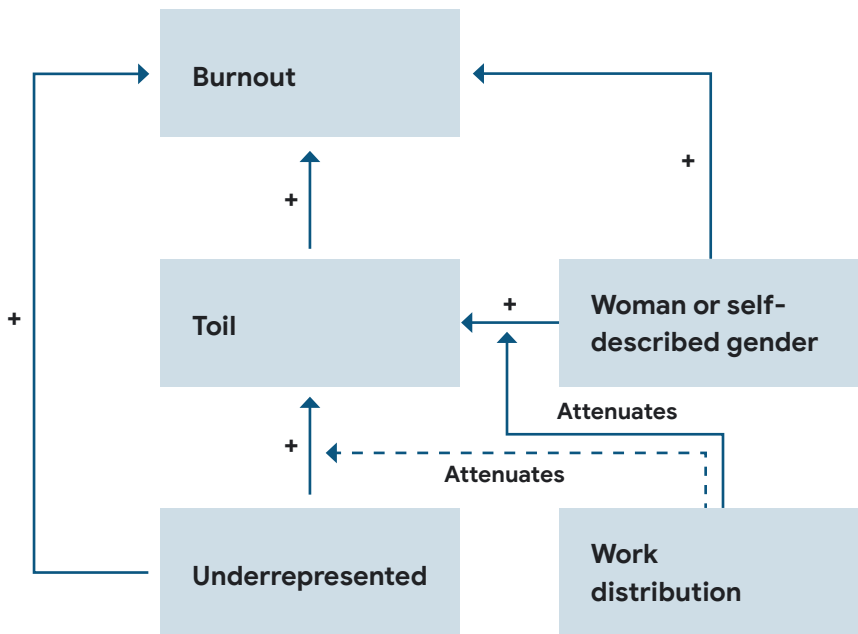 Burnout
+
+
Woman or self-
described gender
+
Toil
+
Attenuates
+
Attenuates
Underrepresented
Work
distribution